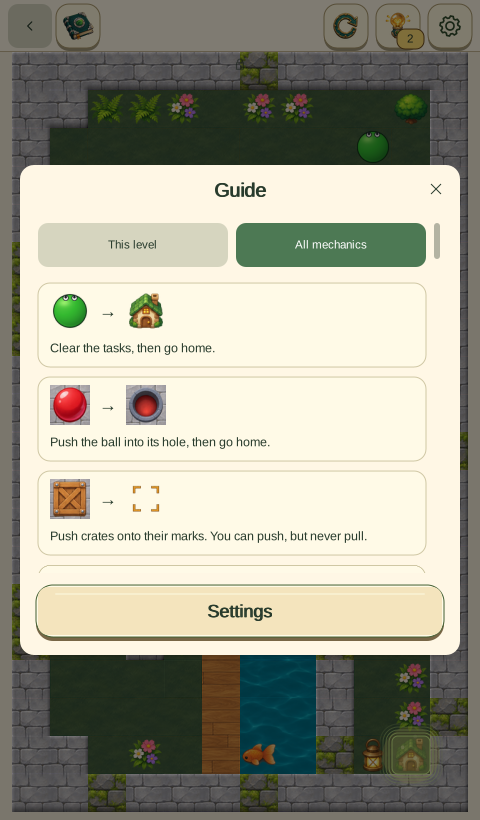 2
Guide
This level
All mechanics
→
Clear the tasks, then go home.
→
Push the ball into its hole, then go home.
→
Push crates onto their marks. You can push, but never pull.
Settings